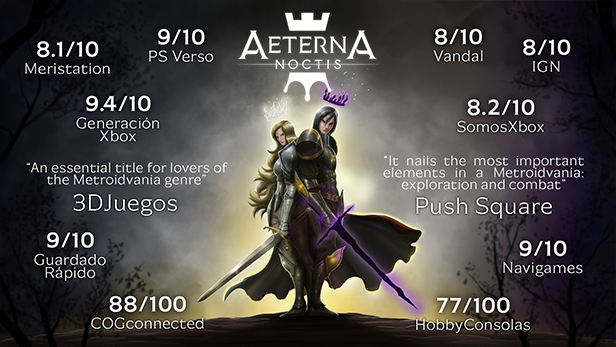 AETERNA
NOCTIS
8.1/10
Meristation
9/10
PS Verso
8/10
Vandal
8/10
IGN
9.4/10
Generación
Xbox
8.2/10
SomosXbox
“An essential title for lovers of
the Metroidvania genre”
3DJuegos
"It nails the most important
elements in a Metroidvania:
exploration and combat"
Push Square
9/10
Guardado
Rápido
9/10
Navigames
88/100
COGconnected
77/100
HobbyConsolas